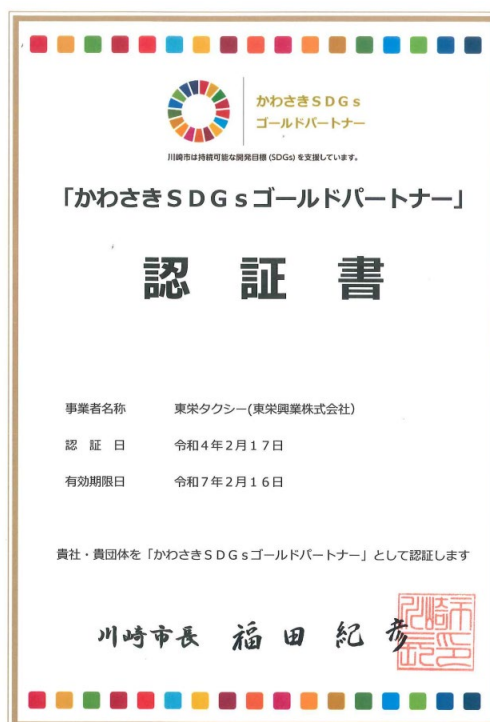 かわさきSDGs
ゴールドパートナー
川崎市は持続可能な開発目標(SDGs)を支援しています。
「かわさきSDGsゴールドパートナー」
認証書
事業者名称 東栄タクシー(東栄興業株式会社)
認証日 令和4年2月17日
有効期限日 令和7年2月16日
貴社・貴団体を「かわさきSDGsゴールドパートナー」として認証します
川崎市長 福田紀彦
川崎市長之印